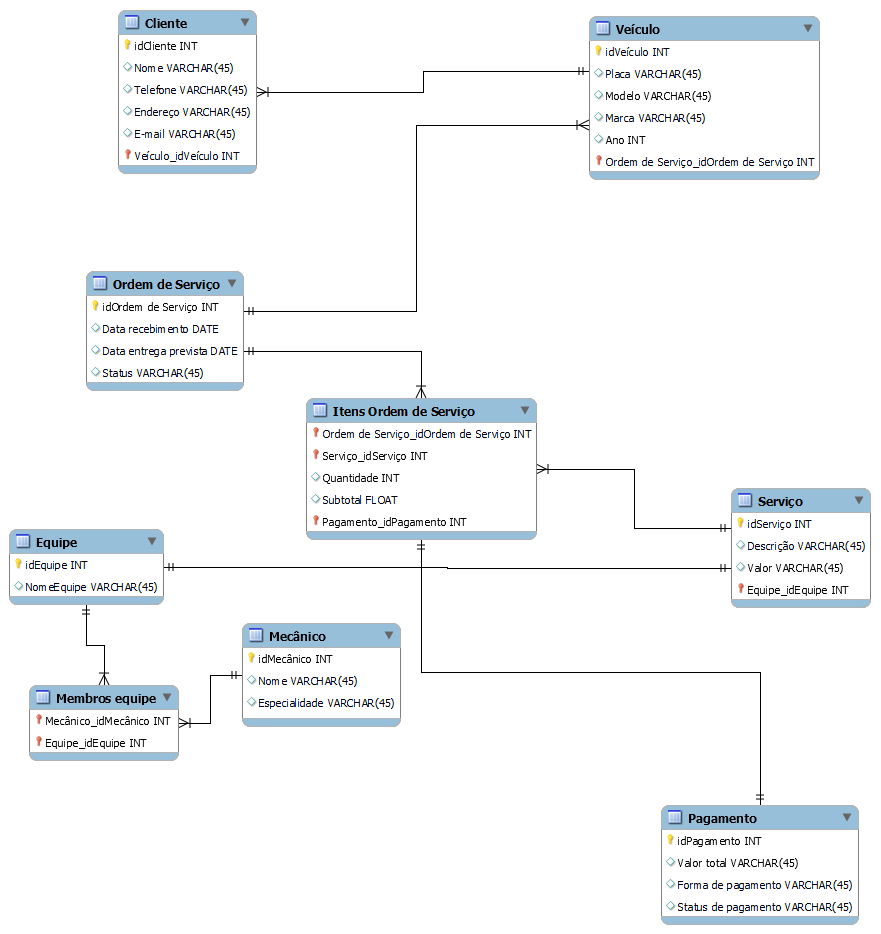 Cliente
idCliente INT
Nome VARCHAR(45)
Telefone VARCHAR(45)
Endereço VARCHAR(45)
E-mail VARCHAR(45)
Veículo_idVeículo INT
Veículo
idVeículo INT
Placa VARCHAR(45)
Modelo VARCHAR(45)
Marca VARCHAR(45)
Ano INT
Ordem de Serviço_idOrdem de Serviço INT
Ordem de Serviço
idOrdem de Serviço INT
Data recebimento DATE
Data entrega prevista DATE
Status VARCHAR(45)
Itens Ordem de Serviço
Ordem de Serviço_idOrdem de Serviço INT
Serviço_idServiço INT
Quantidade INT
Subtotal FLOAT
Pagamento_idPagamento INT
Serviço
idServiço INT
Descrição VARCHAR(45)
Valor VARCHAR(45)
Equipe_idEquipe INT
Equipe
idEquipe INT
NomeEquipe VARCHAR(45)
Mecânico
idMecânico INT
Nome VARCHAR(45)
Especialidade VARCHAR(45)
Membros equipe
Mecânico_idMecânico INT
Equipe_idEquipe INT
Pagamento
idPagamento INT
Valor total VARCHAR(45)
Forma de pagamento VARCHAR(45)
Status de pagamento VARCHAR(45)